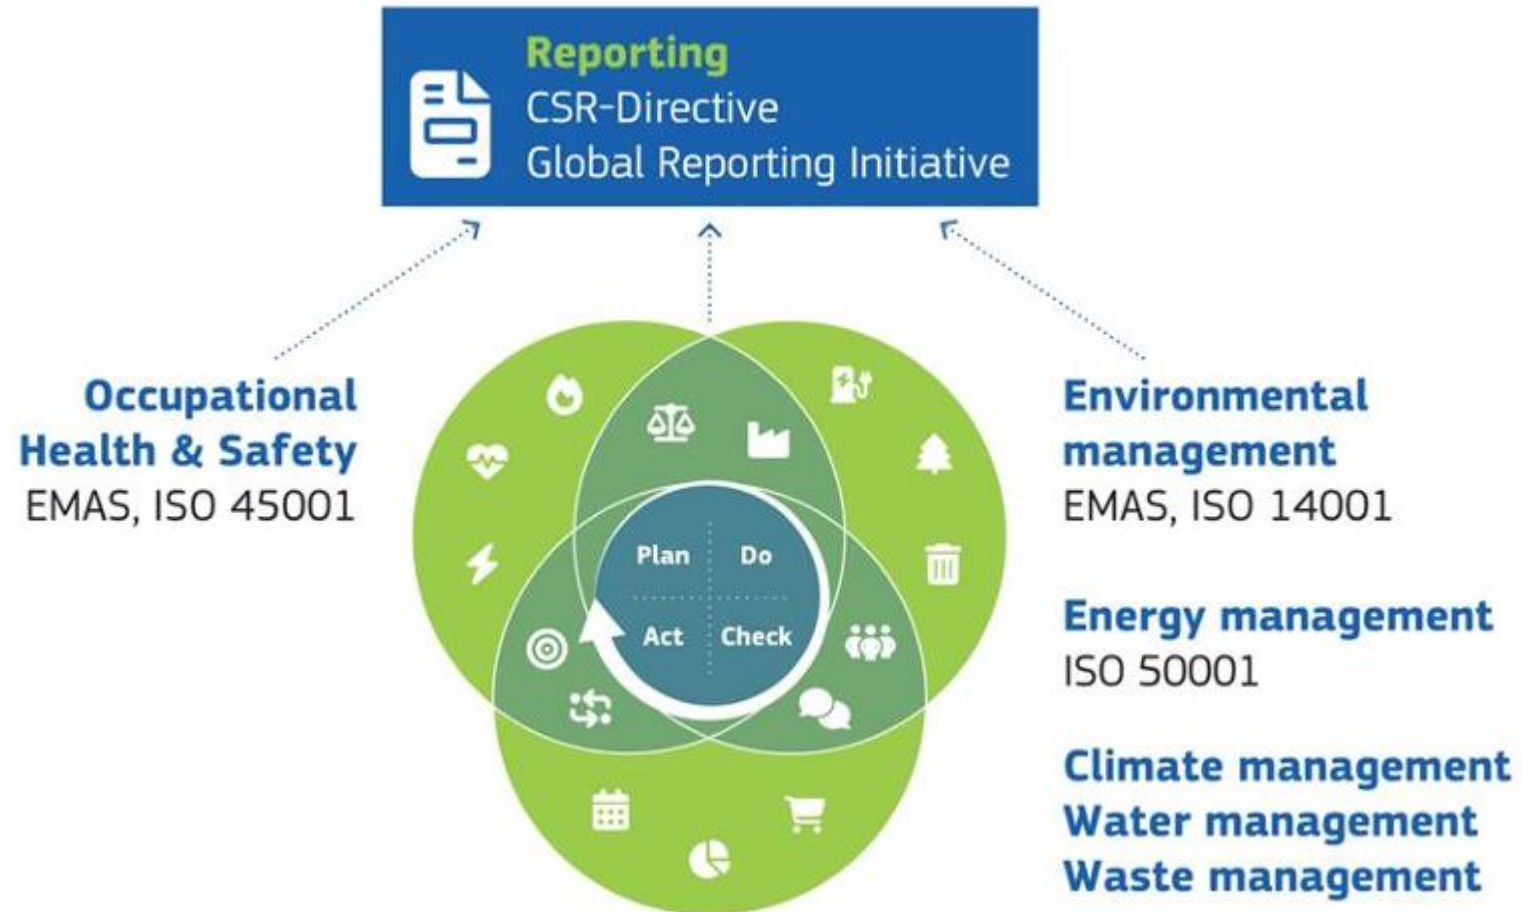 Reporting
CSR-Directive
Global Reporting Initiative
Occupational
Health & Safety
EMAS, ISO 45001
Plan
Do
Act
Check
Environmental
management
EMAS, ISO 14001
Energy management
ISO 50001
Climate management
Water management
Waste management